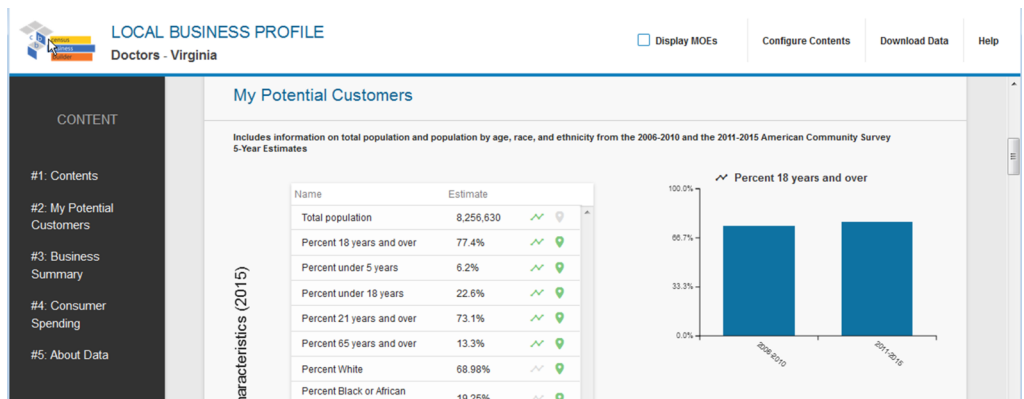 Census
Business
Builder
LOCAL BUSINESS PROFILE
Doctors - Virginia
Display MOEs
Configure Contents
Download Data
Help
CONTENT
#1: Contents
#2: My Potential
Customers
#3: Business
Summary
#4: Consumer
Spending
#5: About Data
My Potential Customers
Includes information on total population and population by age, race, and ethnicity from the 2006-2010 and the 2011-2015 American Community Survey
5-Year Estimates
aracteristics (2015)
Name Estimate
Total population 8,256,630
Percent 18 years and over 77.4%
Percent under 5 years 6.2%
Percent under 18 years 22.6%
Percent 21 years and over 73.1%
Percent 65 years and over 13.3%
Percent White 68.98%
Percent Black or African
19.25%
Percent 18 years and over
100.0%
66.7%
33.3%
0.0%
2006-2010
2011-2015